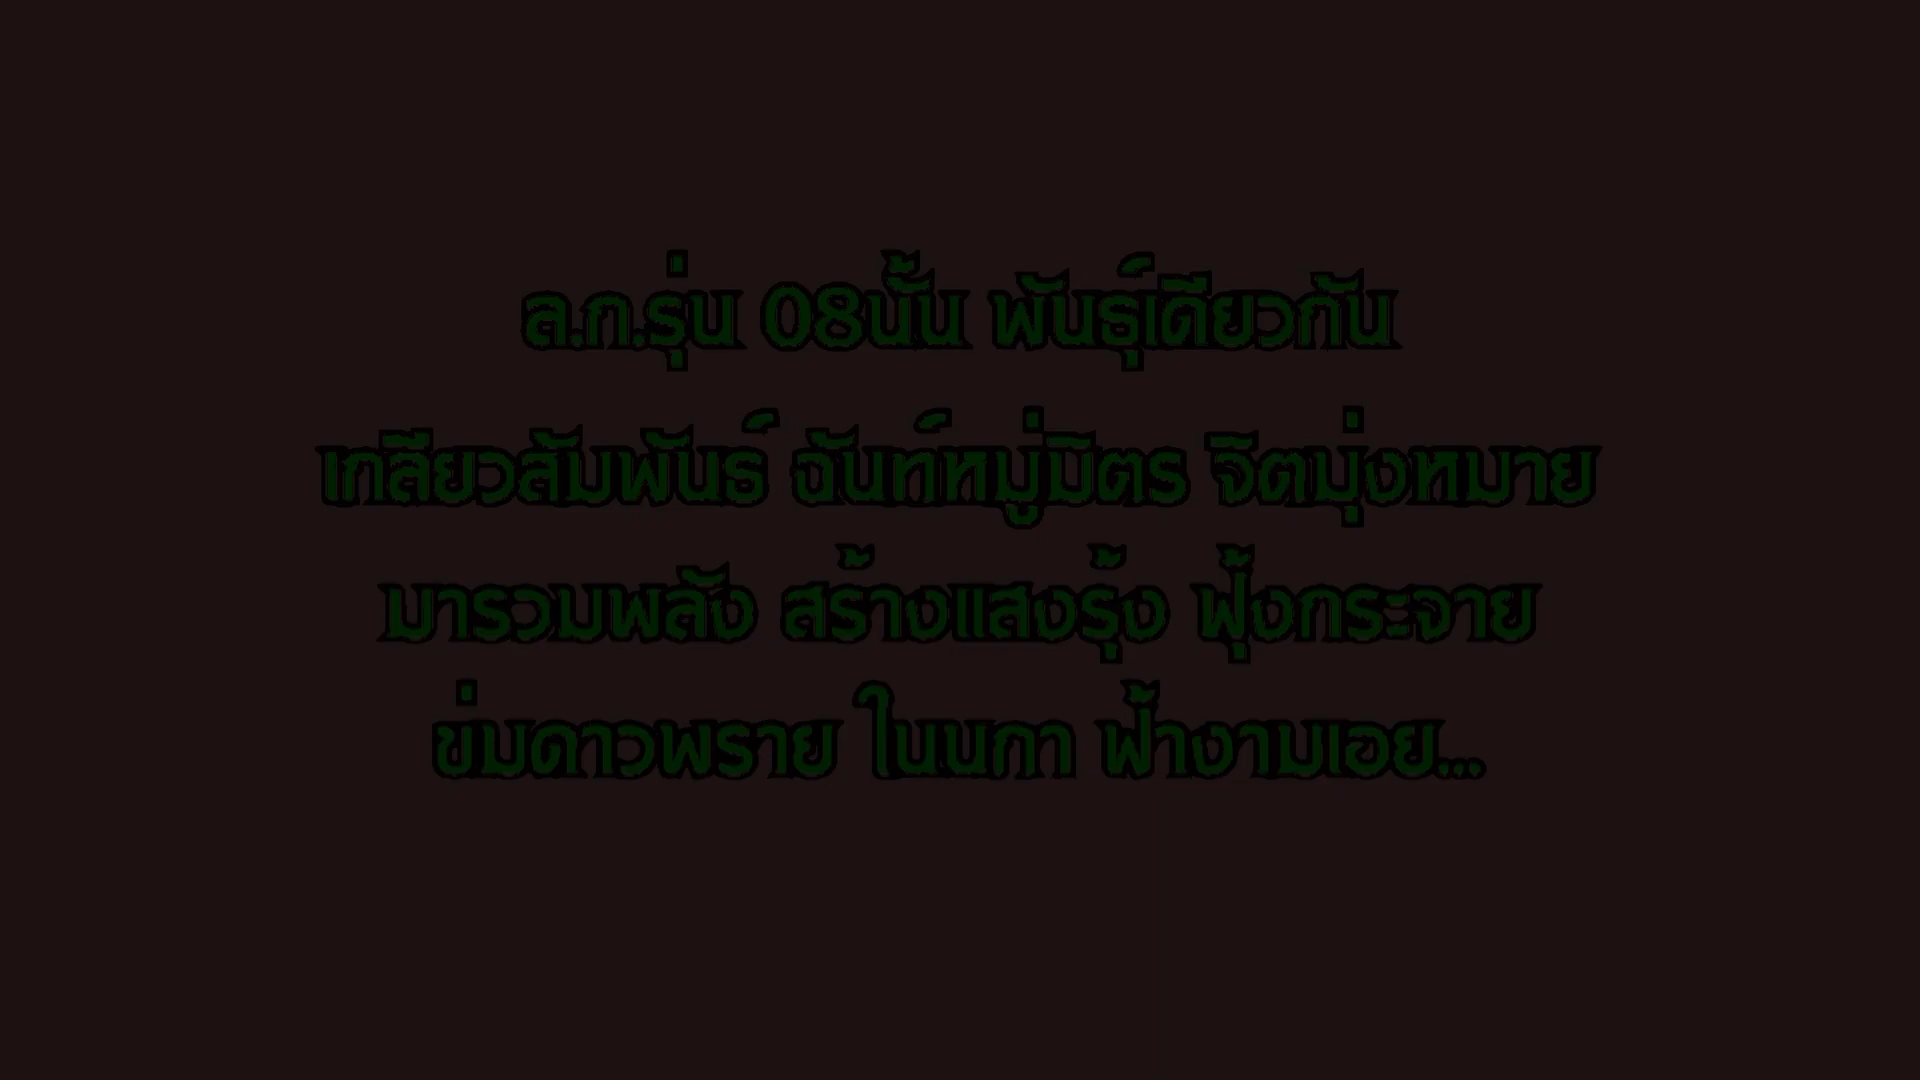 ล.ก.รุ่น 08นั้น พันธุ์เดียวกัน
เกลียวสัมพันธ์ ฉันท์หมู่มิตร จิตมุ่งหมาย
มารวมพลัง สร้างแสงรุ้ง ฟุ้งกระจาย
ข่มดาวพราย ในนภา ฟ้างามเอย...